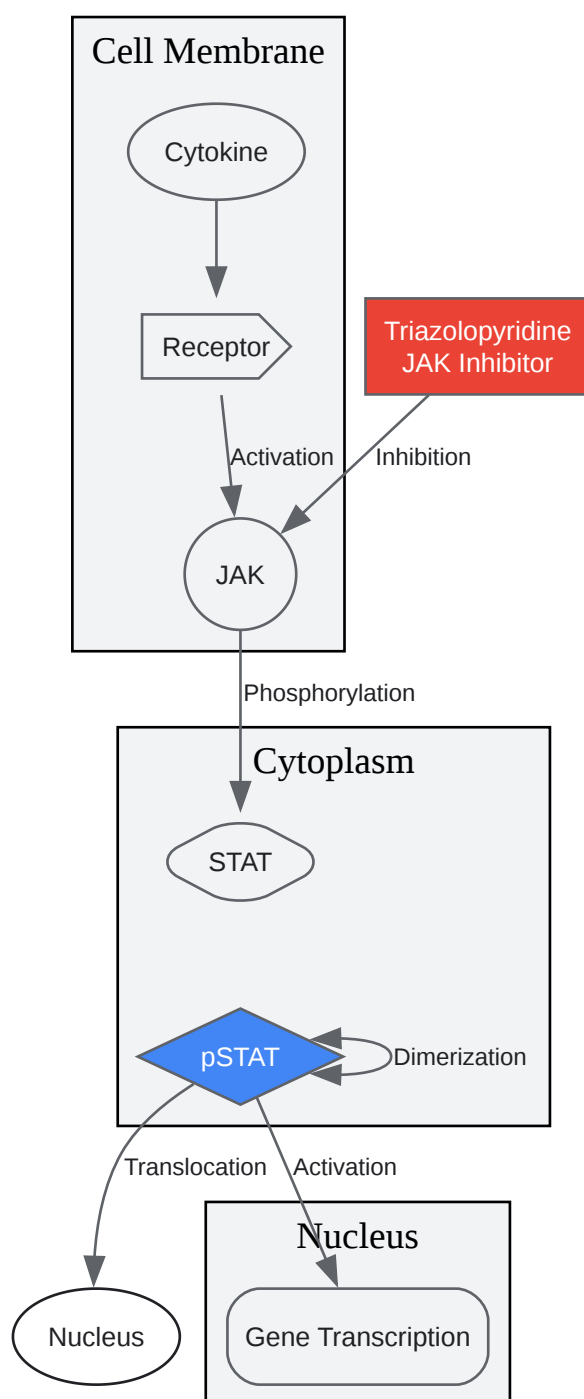 Cell Membrane
Cytokine
Receptor
Triazolopyridine
JAK Inhibitor
Activation
Inhibition
JAK
Phosphorylation
Cytoplasm
STAT
pSTAT
Dimerization
Translocation
Activation
Nucleus
Nucleus
Gene Transcription